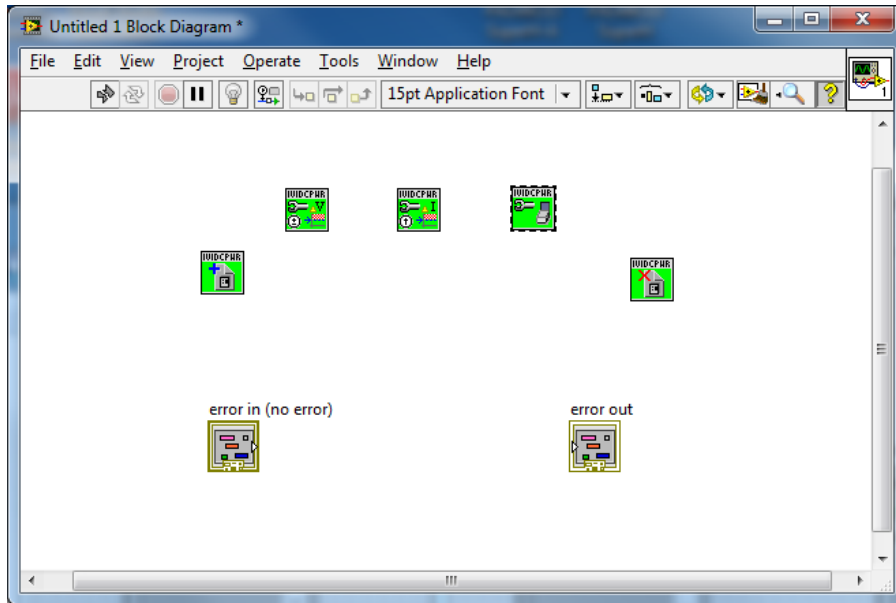 Untitled 1 Block Diagram *
File Edit View Project Operate Tools Window Help
15pt Application Font
1
IVIDCPWR
V
IVIDCPWR
I
IVIDCPWR
IVIDCPWR
IVIDCPWR
error in (no error)
error out